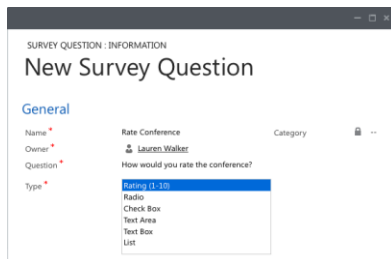 SURVEY QUESTION : INFORMATION
New Survey Question
General
Name * Rate Conference Category --
Owner * Lauren Walker
Question * How would you rate the conference?
Type * Rating (1-10)
Radio
Check Box
Text Area
Text Box
List